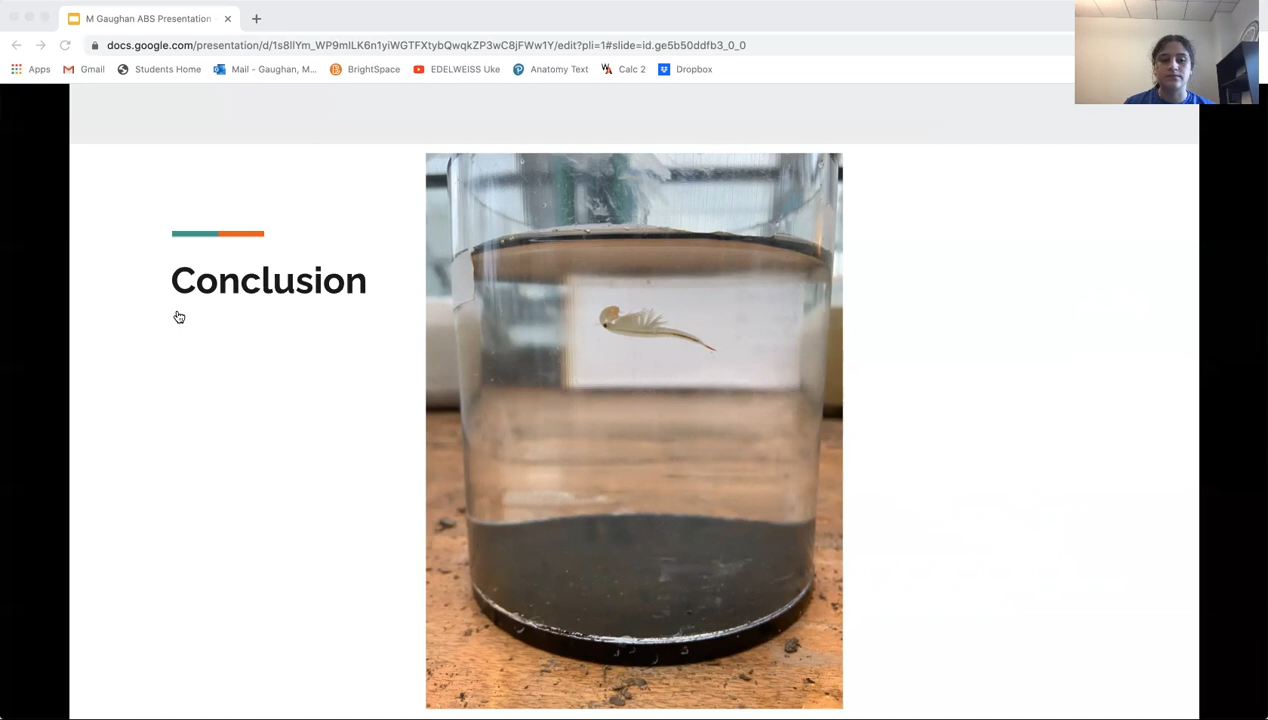 M Gaughan ABS Presentation
docs.google.com/presentation/d/1s8llYm_WP9mlLK6n1yiWGTFXtybQwqkZP3wC8jFWw1Y/edit?pli=1#slide=id.ge5b50ddfb3_0_0
Apps Gmail Students Home Mail - Gaughan, M... BrightSpace EDELWEISS Uke Anatomy Text Calc 2 Dropbox
Conclusion